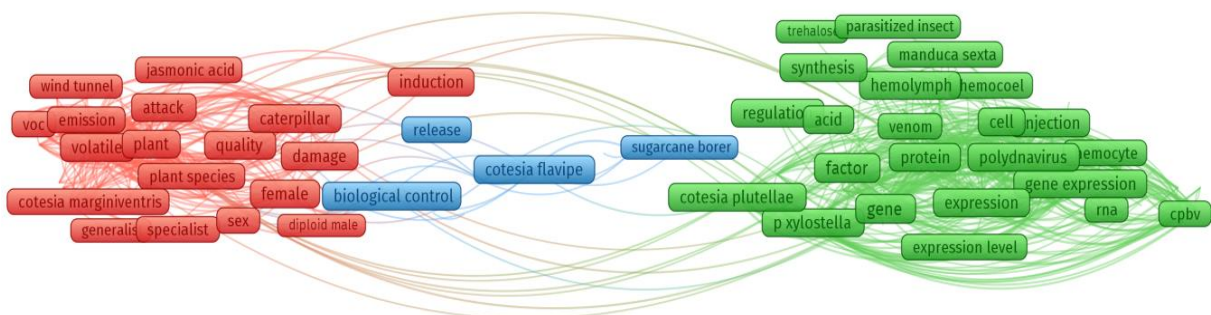 wind tunnel
jasmonic acid
voc
emission
attack
volatile
plant
quality
caterpillar
damage
plant species
female
cotesia marginiventris
generalis
specialist
sex
diploid male
induction
release
biological control
cotesia flavipe
sugarcane borer
trehalose
parasitized insect
manduca sexta
synthesis
hemolymph
hemocoel
regulation
acid
venom
cell
injection
factor
protein
polydnavirus
hemocyte
cotesia plutellae
gene expression
p xylostella
gene
expression
rna
cpbv
expression level